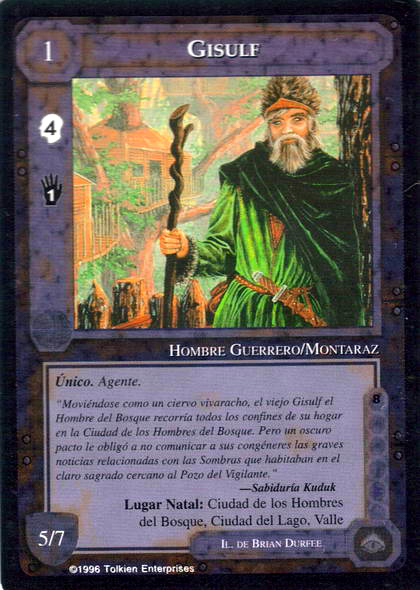 1
GISULF
4
1
HOMBRE GUERRERO/MONTARAZ
Único. Agente.
8
"Moviéndose como un ciervo vivaracho, el viejo Gisulf el
Hombre del Bosque recorría todos los confines de su hogar
en la Ciudad de los Hombres del Bosque. Pero un oscuro
pacto le obligó a no comunicar a sus congéneres las graves
noticias relacionadas con las Sombras que habitaban en el
claro sagrado cercano al Pozo del Vigilante."
—Sabiduría Kuduk
Lugar Natal: Ciudad de los Hombres
del Bosque, Ciudad del Lago, Valle
5/7
IL. DE BRIAN DURFEE
©1996 Tolkien Enterprises